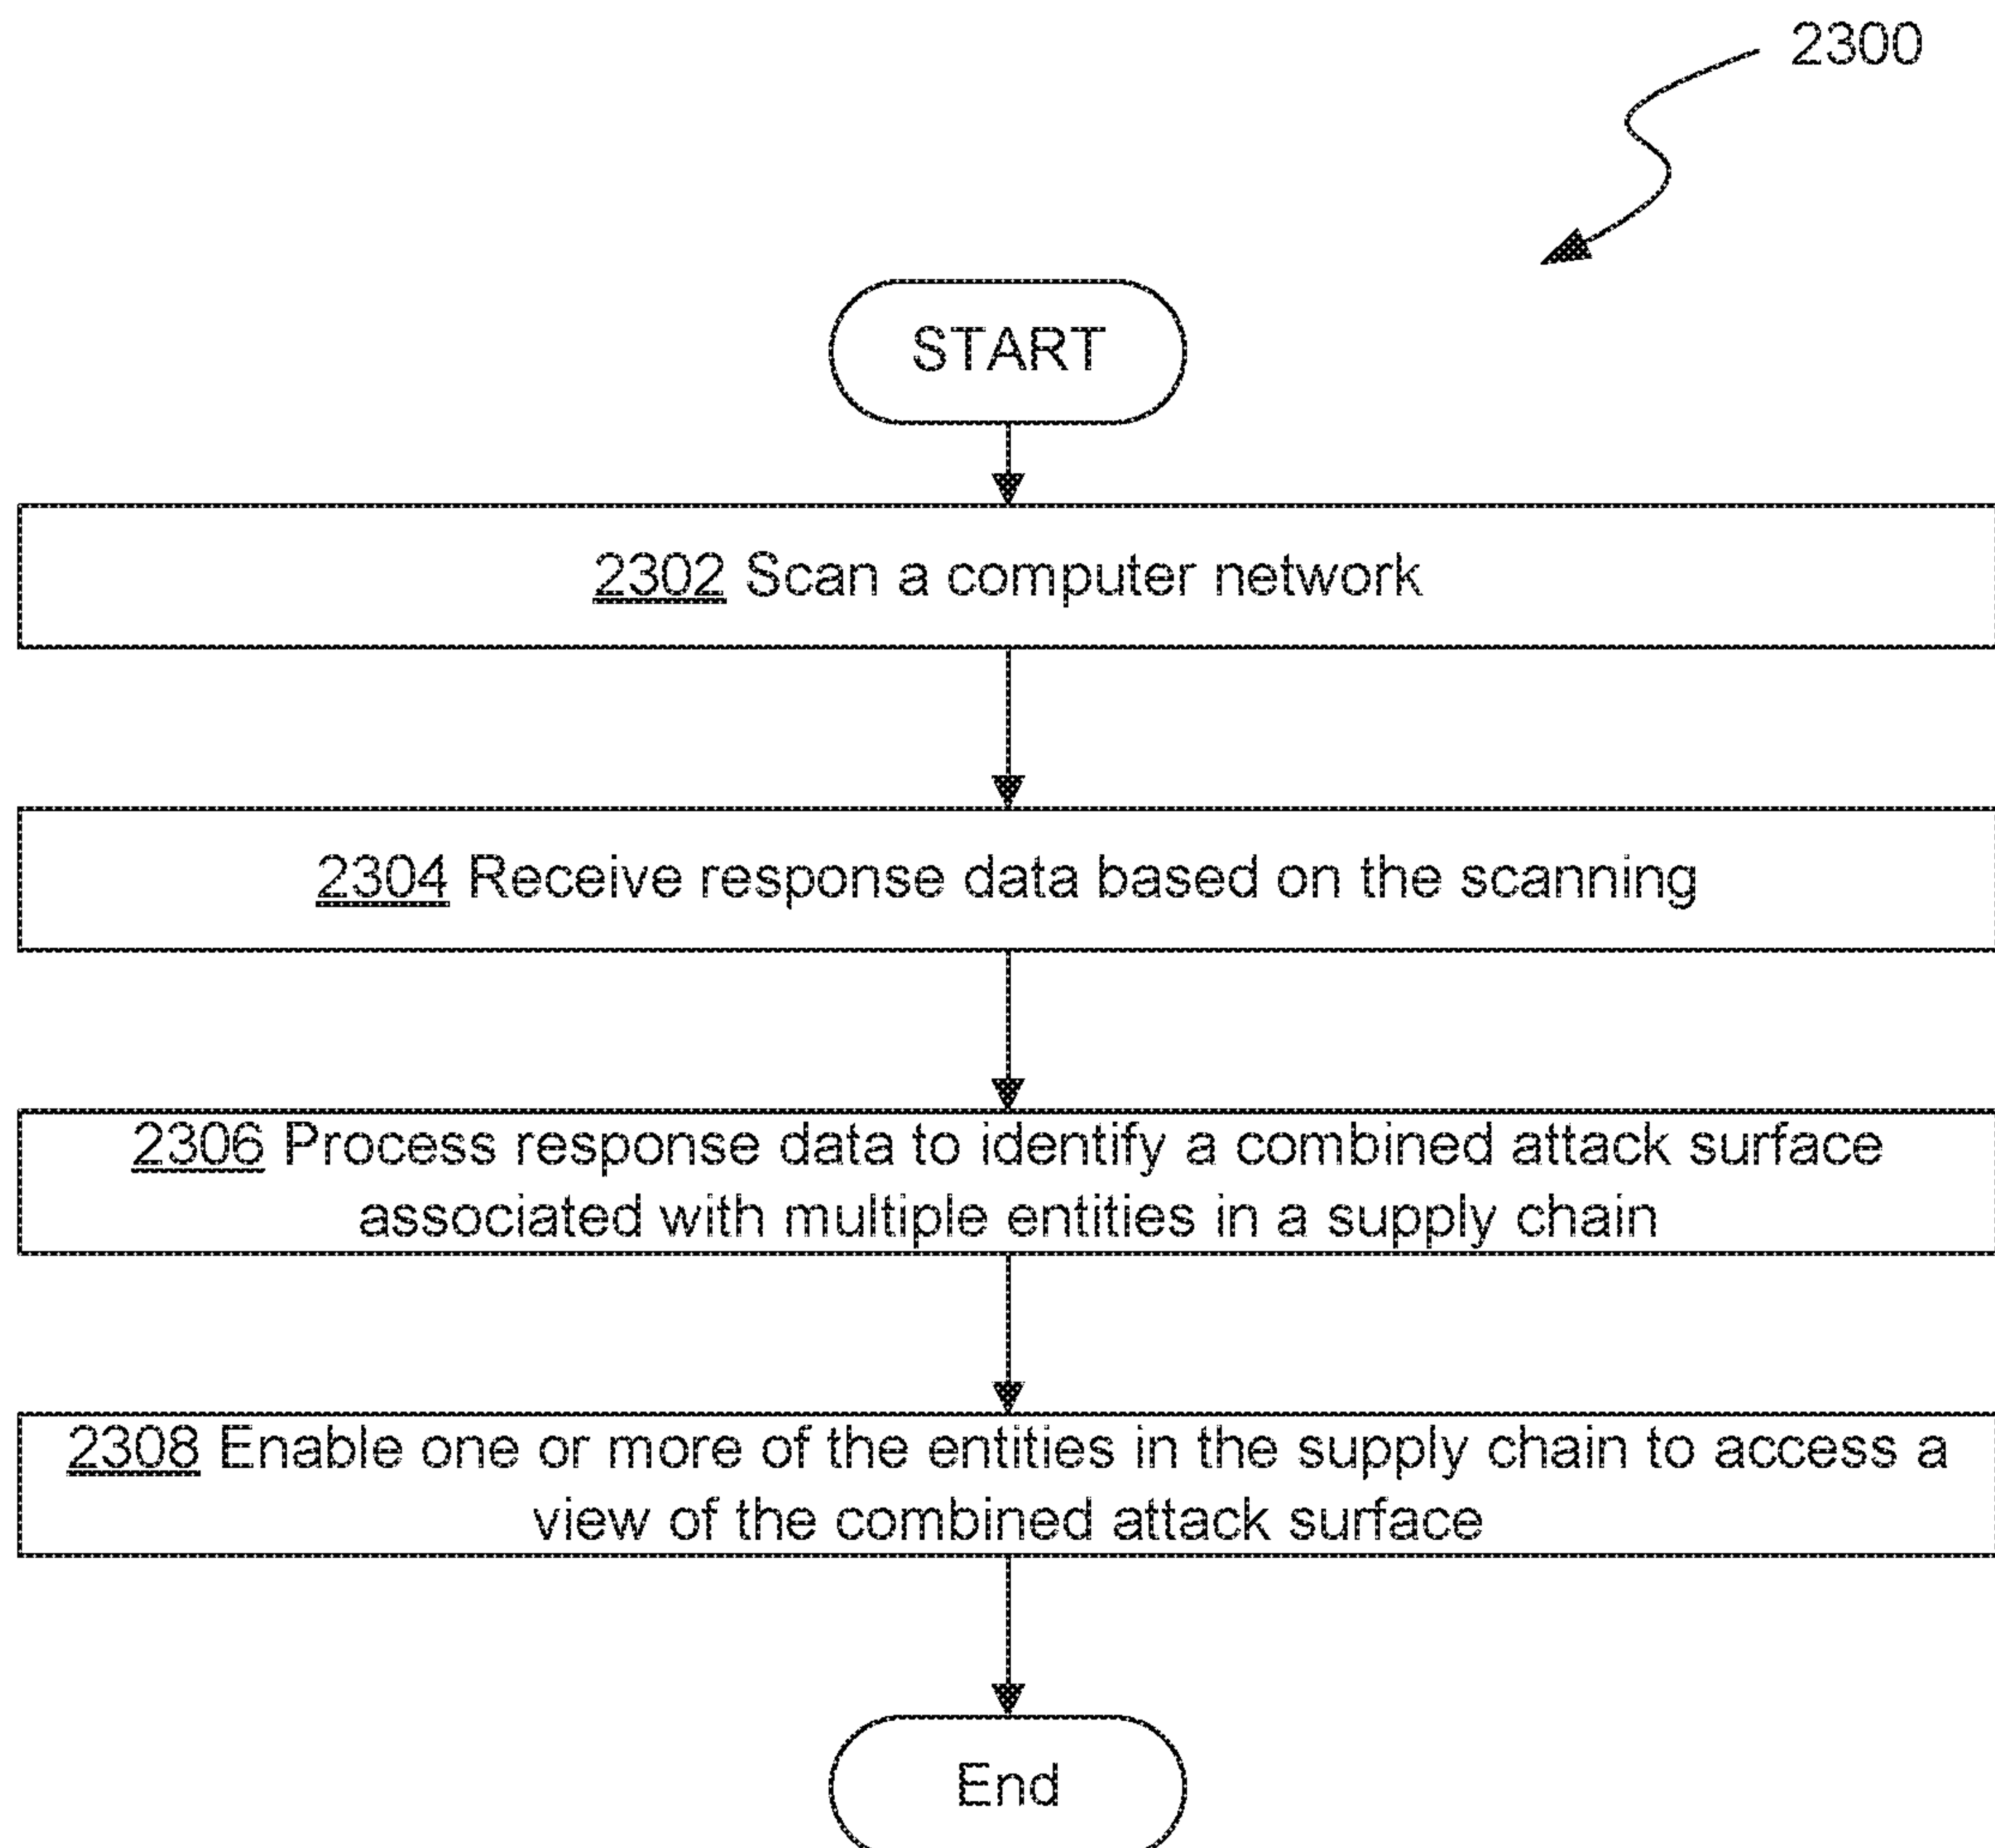 2300
START
2302 Scan a computer network
2304 Receive response data based on the scanning
2306 Process response data to identify a combined attack surface
associated with multiple entities in a supply chain
2308 Enable one or more of the entities in the supply chain to access a
view of the combined attack surface
End